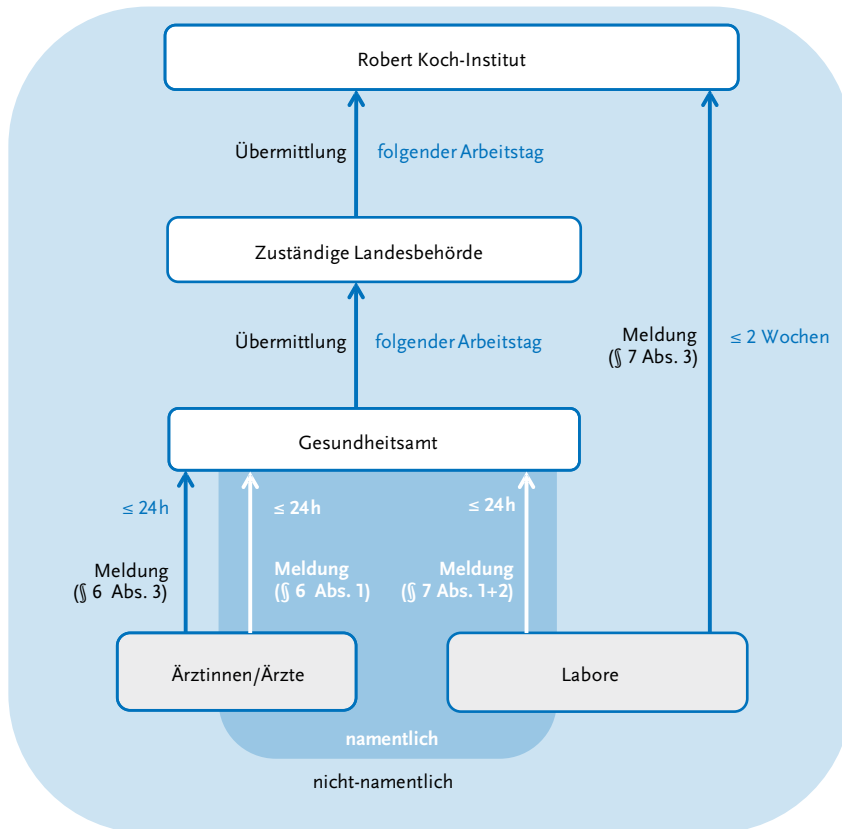 Robert Koch-Institut
Übermittlung folgender Arbeitstag
Zuständige Landesbehörde
Übermittlung folgender Arbeitstag
Meldung
(§ 7 Abs. 3)
≤ 2 Wochen
Gesundheitsamt
≤ 24h
Meldung
(§ 6 Abs. 3)
≤ 24h
Meldung
(§ 6 Abs. 1)
≤ 24h
Meldung
(§ 7 Abs. 1+2)
Ärztinnen/Ärzte
Labore
namentlich
nicht-namentlich